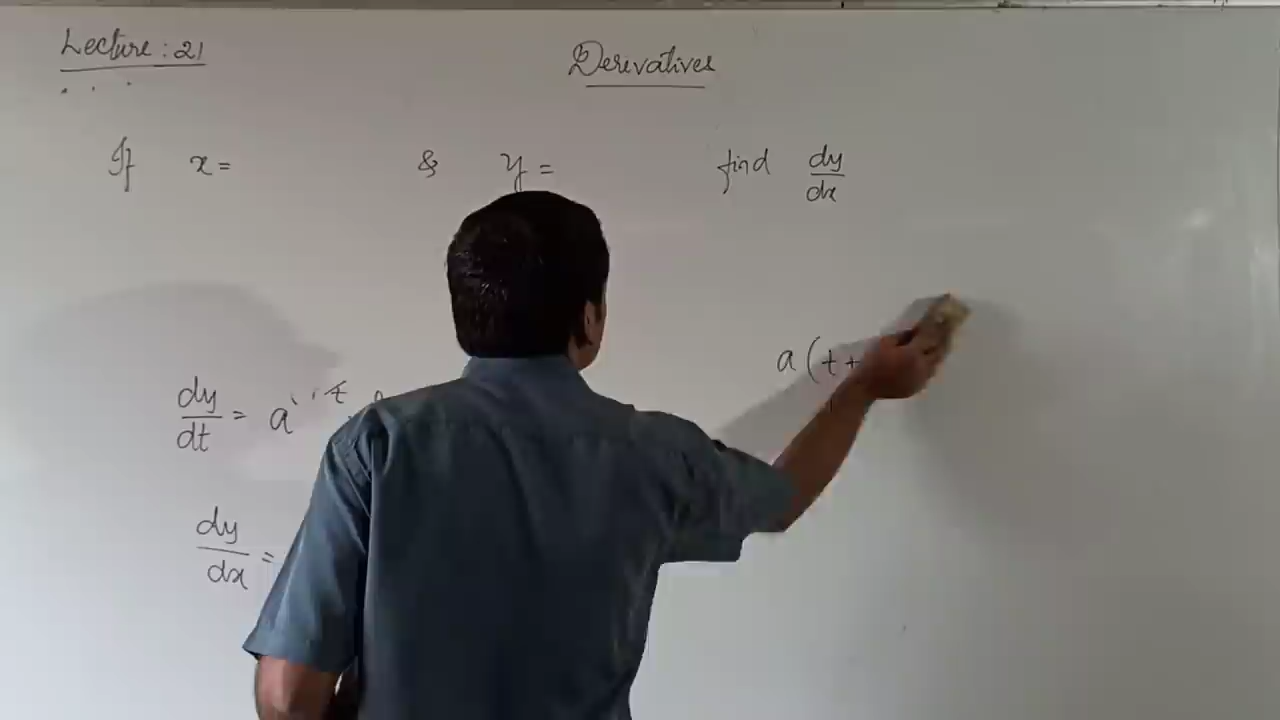 Lecture : 21
Derivatives
If x = & y = find dy/dx
a (t +
dy/dt = a
dy/dx =